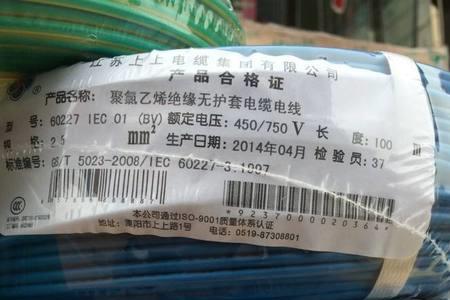 江苏上上电缆集团有限公司
产品合格证
名称: 聚氯乙烯绝缘无护套电缆电线
型号: 60227 IEC 01 (BV) 额定电压: 450/750 V 长 度: 100 m
规格: 2.5 mm² 生产日期: 2014年04月 检验员: 37
标准编号: GB/T 5023-2008/IEC 60227-3.1997
本公司通过ISO-9001质量体系认证
地址: 溧阳市上上路1号 电话: 0519-87308801
*92370000020364*